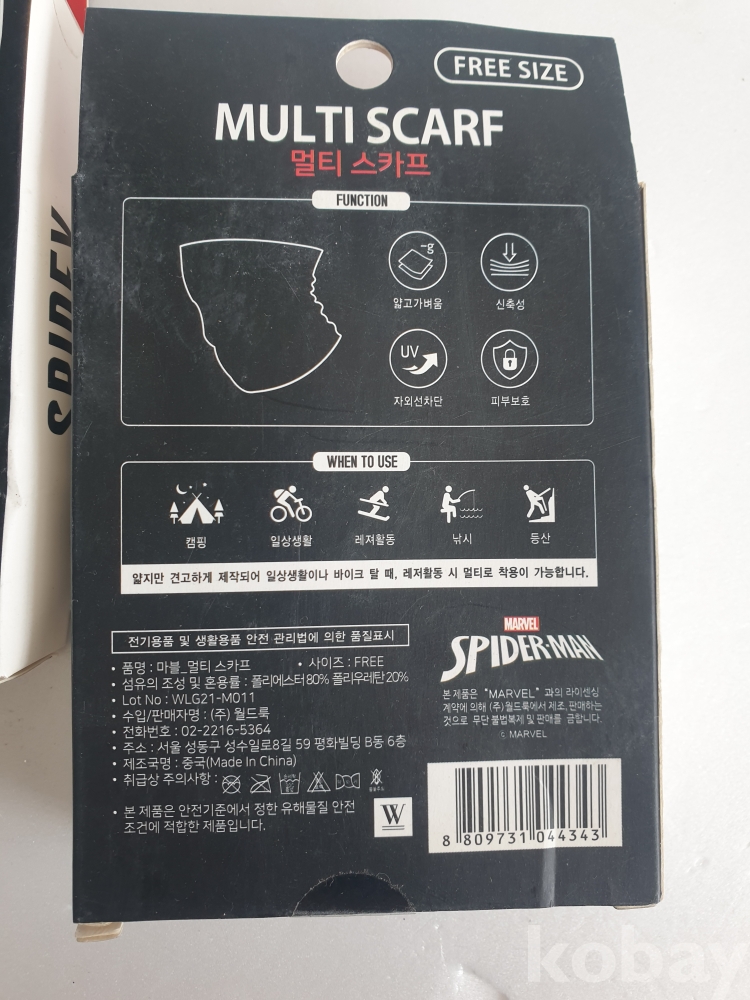 FREE SIZE
MULTI SCARF
멀티 스카프
FUNCTION
-g
얇고가벼움
신축성
UV
자외선차단
피부보호
WHEN TO USE
캠핑
일상생활
레져활동
낚시
등산
얇지만 견고하게 제작되어 일상생활이나 바이크 탈 때, 레저활동 시 멀티로 착용이 가능합니다.
전기용품 및 생활용품 안전 관리법에 의한 품질표시
• 품명 : 마블_멀티 스카프 • 사이즈 : FREE
• 섬유의 조성 및 혼용률 : 폴리에스터80% 폴리우레탄20%
• Lot No : WLG21-M011
• 수입/판매자명 : (주) 월드룩
• 전화번호 : 02-2216-5364
• 주소 : 서울 성동구 성수일로8길 59 평화빌딩 B동 6층
• 제조국명 : 중국(Made In China)
• 취급상 주의사항 :
• 본 제품은 안전기준에서 정한 유해물질 안전
조건에 적합한 제품입니다.
W
MARVEL
SPIDER-MAN
본 제품은 "MARVEL" 과의 라이센싱
계약에 의해 (주) 월드룩에서 제조, 판매하는
것으로 무단 불법복제 및 판매를 금합니다.
© MARVEL
8 809731 044343
SPIDEY
kobay